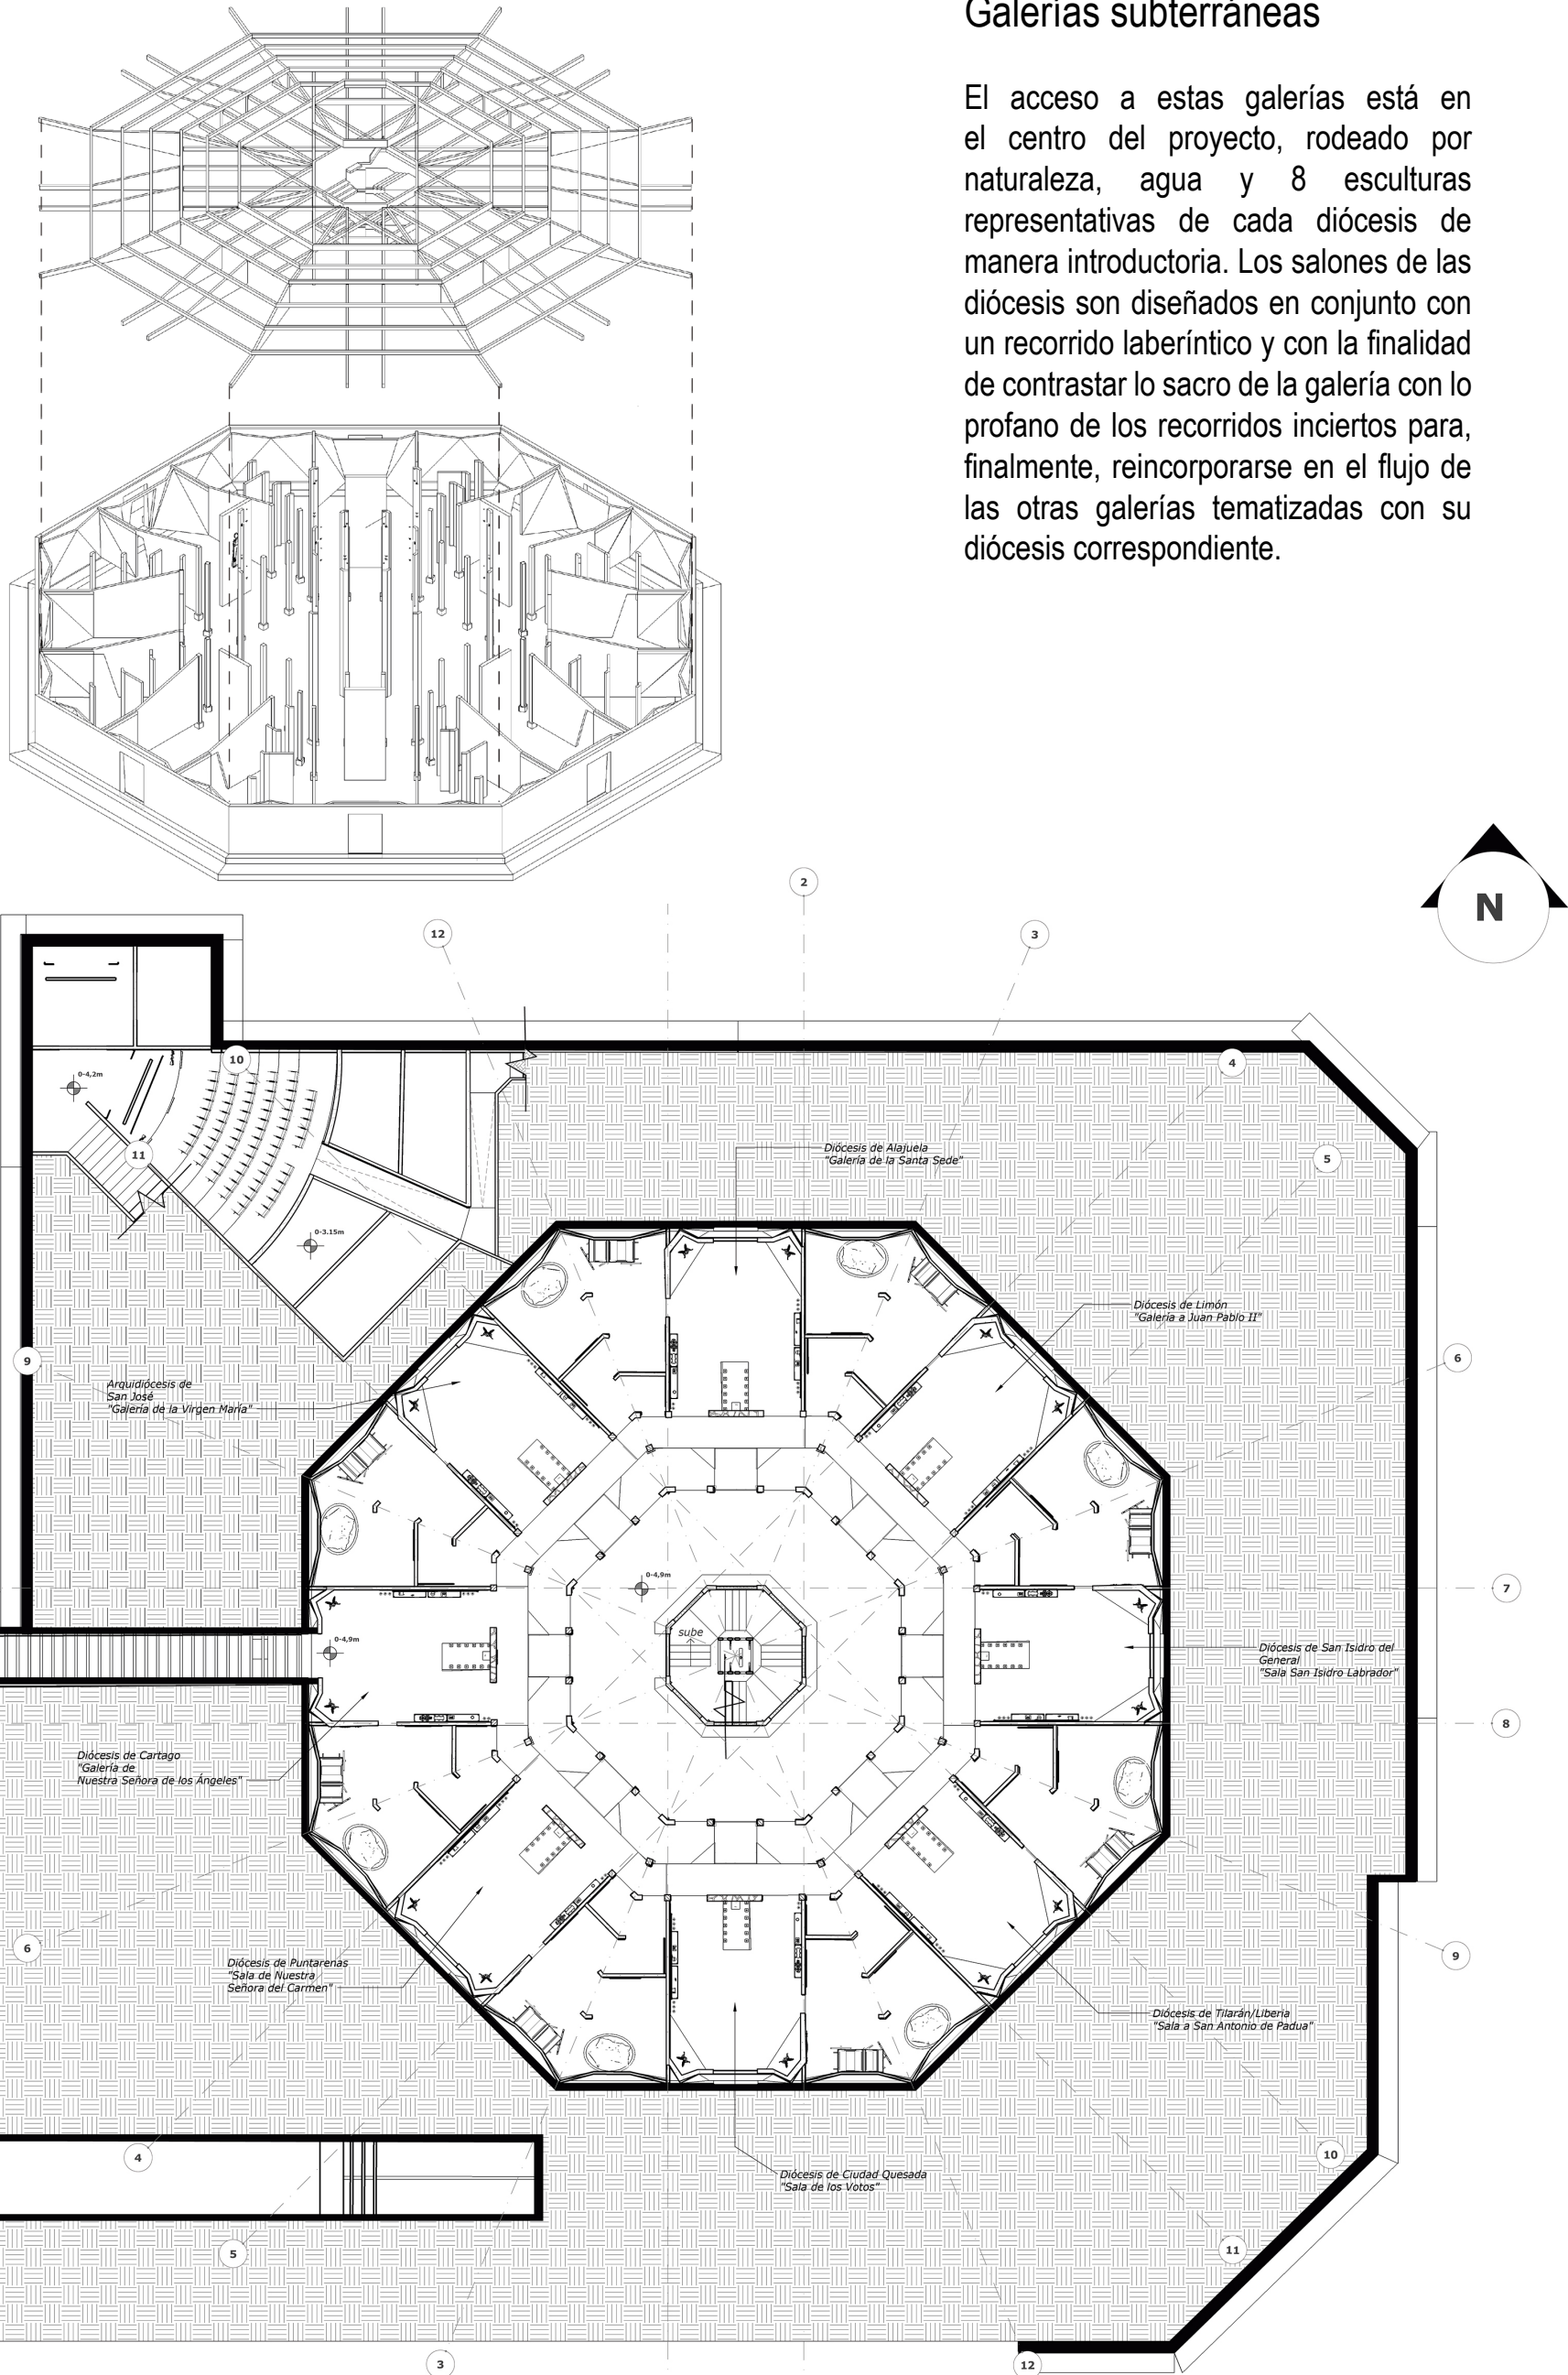 Galerías subterráneas
El acceso a estas galerías está en
el centro del proyecto, rodeado por
naturaleza, agua y 8 esculturas
representativas de cada diócesis de
manera introductoria. Los salones de las
diócesis son diseñados en conjunto con
un recorrido laberíntico y con la finalidad
de contrastar lo sacro de la galería con lo
profano de los recorridos inciertos para,
finalmente, reincorporarse en el flujo de
las otras galerías tematizadas con su
diócesis correspondiente.
N
2
12
3
10
4
0-4,2m
11
5
Diócesis de Alajuela
"Galería de la Santa Sede"
0-3.15m
Diócesis de Limón
"Galería a Juan Pablo II"
9
6
Arquidiócesis de
San José
"Galería de la Virgen María"
0-4,9m
7
sube
0-4,9m
Diócesis de San Isidro del
General
"Sala San Isidro Labrador"
8
Diócesis de Cartago
"Galería de
Nuestra Señora de los Ángeles"
6
9
Diócesis de Puntarenas
"Sala de Nuestra
Señora del Carmen"
Diócesis de Tilarán/Liberia
"Sala a San Antonio de Padua"
4
10
Diócesis de Ciudad Quesada
"Sala de los Votos"
5
11
3
12